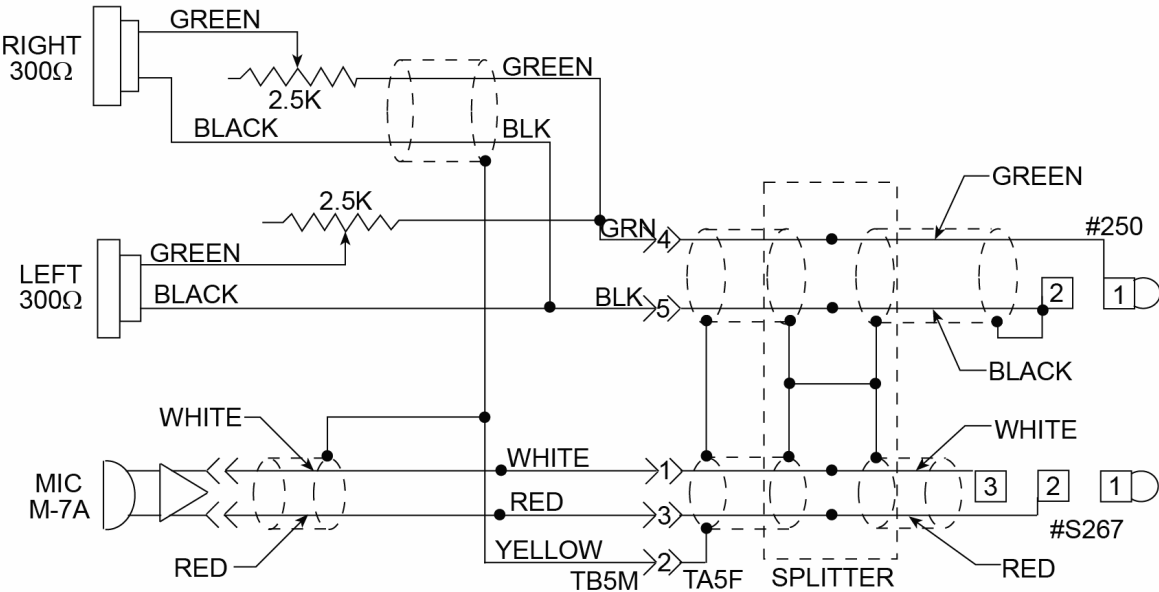 GREEN
RIGHT
300Ω
2.5K
GREEN
BLACK
BLK
2.5K
GREEN
GRN
4
GREEN
#250
LEFT
300Ω
GREEN
BLACK
BLK
5
2
1
BLACK
WHITE
WHITE
1
WHITE
MIC
M-7A
RED
3
3
2
1
#S267
RED
YELLOW
2
TB5M
TA5F
SPLITTER
RED